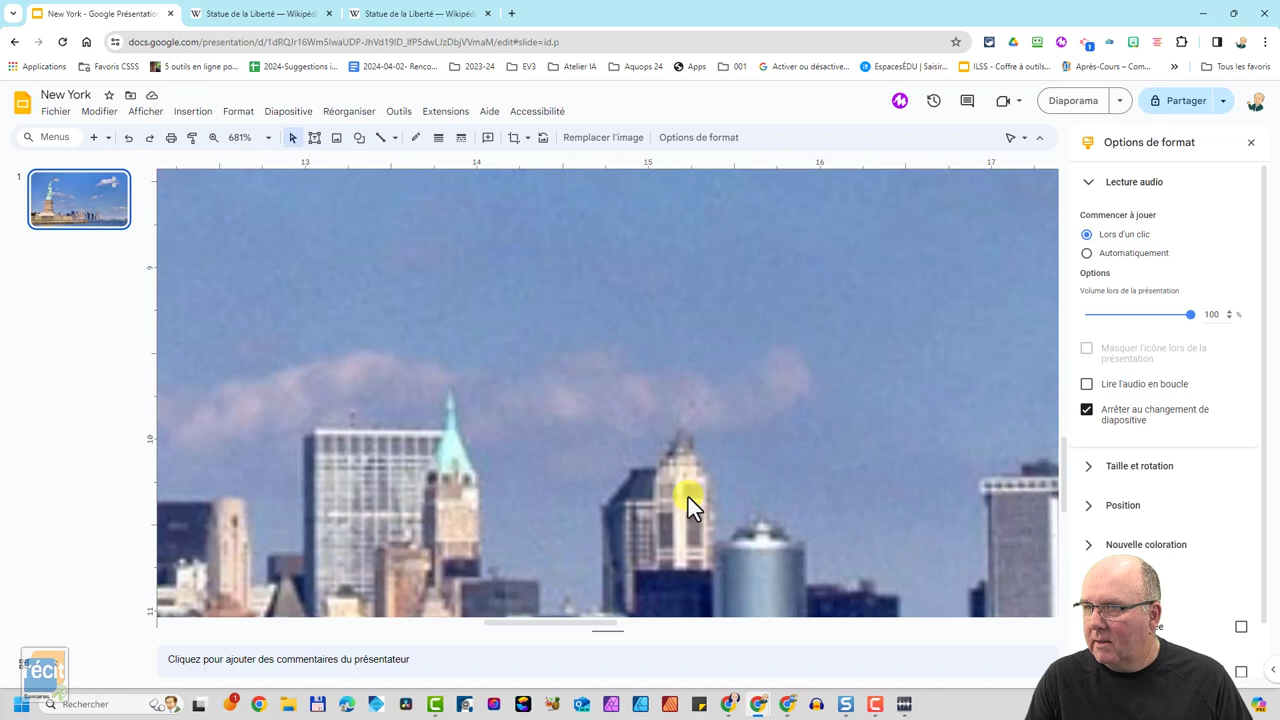 New York - Google Présentatio
Statue de la Liberté — Wikipéd
Statue de la Liberté — Wikipéd
docs.google.com/presentation/d/1dRQJr16Wm5IwaUDP-JhVd19ID_lfP5dwLJzDbjVVmaM/edit#slide=id.p
Applications
Favoris CSSS
5 outils en ligne po...
2024-Suggestions i...
2024-04-02- Renco...
2023-24
EV3
Atelier IA
Aquops 24
Apps
001
Activer ou désactive...
EspacesÉDU | Saisir...
ILSS - Coffre à outils...
Après-Cours – Com...
Tous les favoris
New York
Fichier Modifier Afficher Insertion Format Diapositive Réorganiser Outils Extensions Aide Accessibilité
Diaporama
Partager
Menus
681%
Remplacer l'image
Options de format
13 14 15 16 17
9
10
11
1
Options de format
Lecture audio
Commencer à jouer
Lors d'un clic
Automatiquement
Options
Volume lors de la présentation
100 %
Masquer l'icône lors de la
présentation
Lire l'audio en boucle
Arrêter au changement de
diapositive
Taille et rotation
Position
Nouvelle coloration
Cliquez pour ajouter des commentaires du présentateur
récit
Rechercher